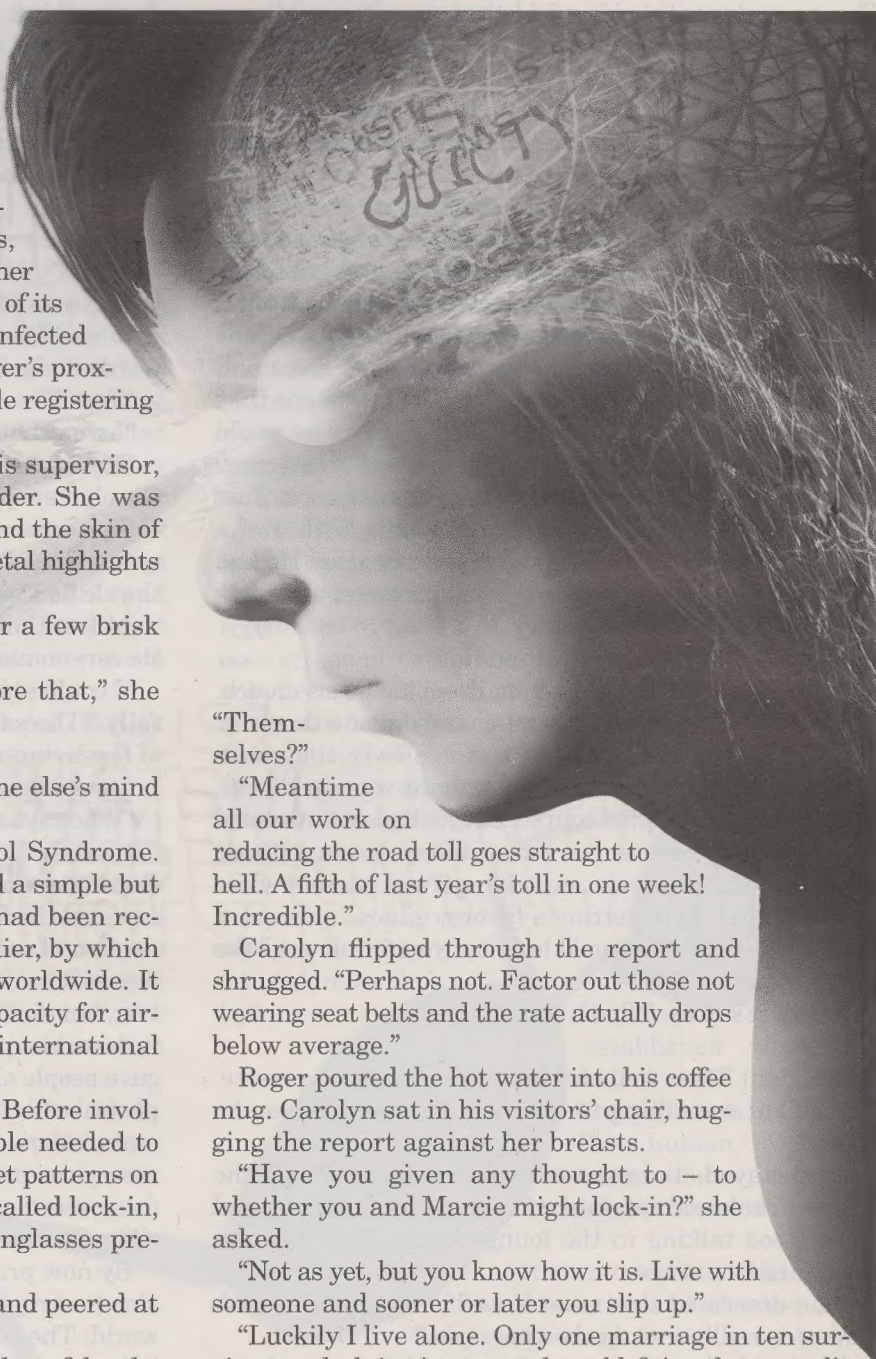 GUILTY
s,
her
of its
infected
ger's prox-
le registering
is supervisor,
der. She was
nd the skin of
etal highlights
r a few brisk
ore that," she
ne else's mind
ol Syndrome.
d a simple but
had been rec-
lier, by which
worldwide. It
pacity for air-
international
Before invol-
ple needed to
et patterns on
called lock-in,
nglasses pre-
and peered at
“Them-
selves?”
“Meantime
all our work on
reducing the road toll goes straight to
hell. A fifth of last year’s toll in one week!
Incredible.”
Carolyn flipped through the report and
shrugged. “Perhaps not. Factor out those not
wearing seat belts and the rate actually drops
below average.”
Roger poured the hot water into his coffee
mug. Carolyn sat in his visitors’ chair, hug-
ging the report against her breasts.
“Have you given any thought to – to
whether you and Marcie might lock-in?” she
asked.
“Not as yet, but you know how it is. Live with
someone and sooner or later you slip up.”
“Luckily I live alone. Only one marriage in ten sur-